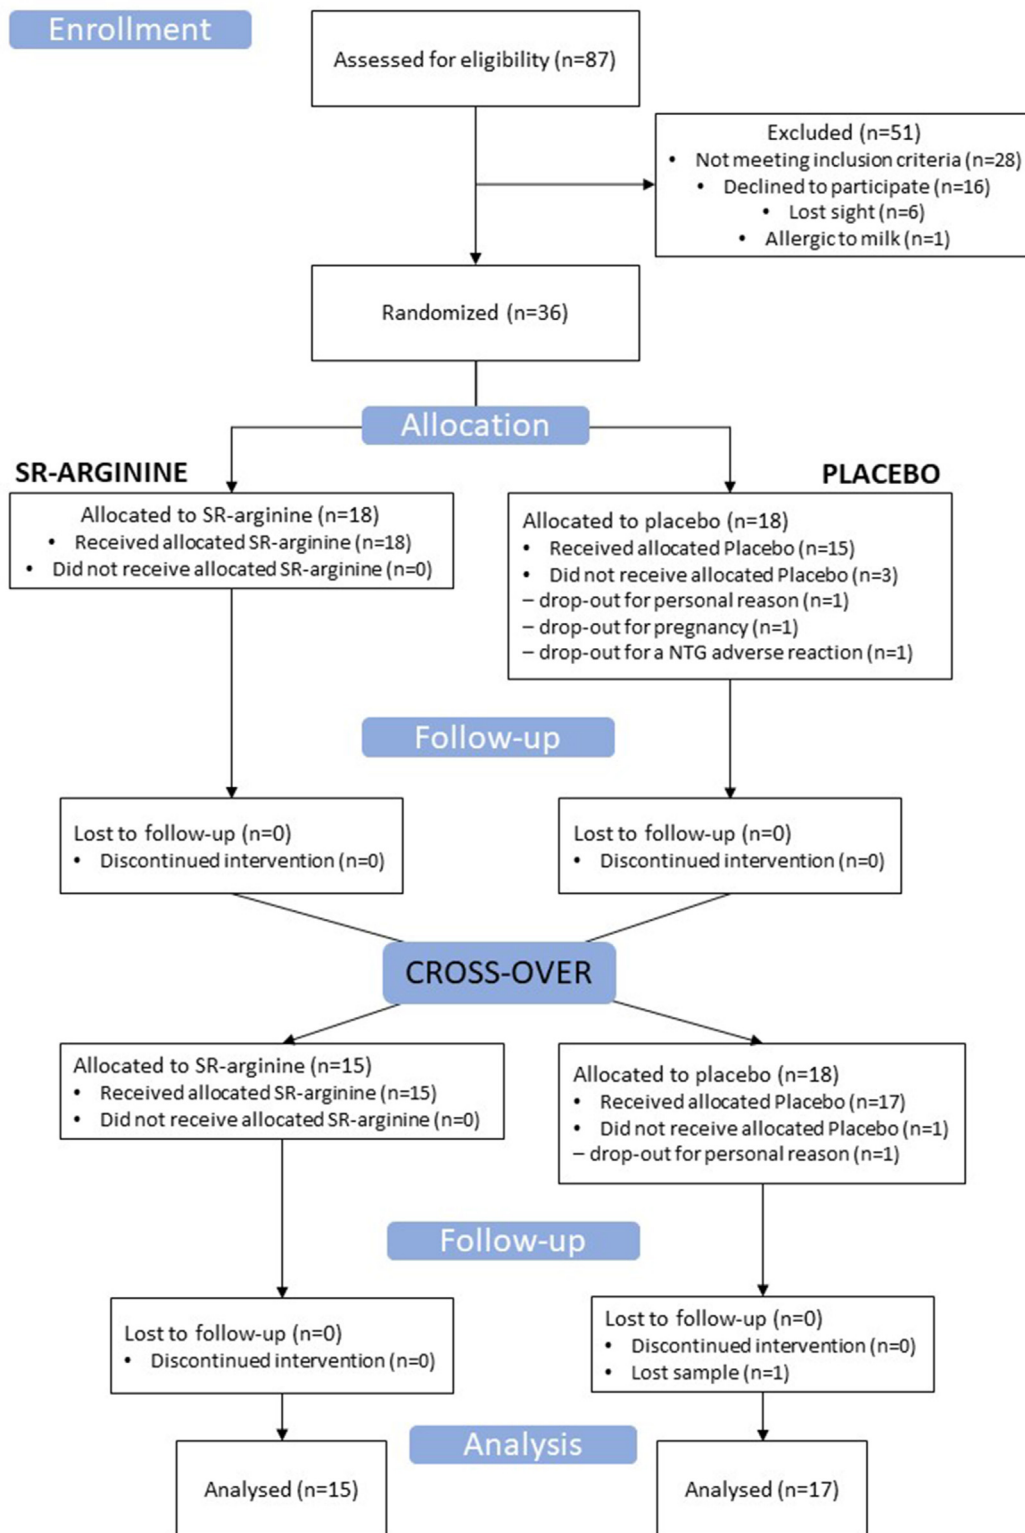 Enrollment
Assessed for eligibility (n=87)
Excluded (n=51)
• Not meeting inclusion criteria (n=28)
• Declined to participate (n=16)
• Lost sight (n=6)
• Allergic to milk (n=1)
Randomized (n=36)
Allocation
SR-ARGININE
Allocated to SR-arginine (n=18)
• Received allocated SR-arginine (n=18)
• Did not receive allocated SR-arginine (n=0)
PLACEBO
Allocated to placebo (n=18)
• Received allocated Placebo (n=15)
• Did not receive allocated Placebo (n=3)
– drop-out for personal reason (n=1)
– drop-out for pregnancy (n=1)
– drop-out for a NTG adverse reaction (n=1)
Follow-up
Lost to follow-up (n=0)
• Discontinued intervention (n=0)
Lost to follow-up (n=0)
• Discontinued intervention (n=0)
CROSS-OVER
Allocated to SR-arginine (n=15)
• Received allocated SR-arginine (n=15)
• Did not receive allocated SR-arginine (n=0)
Allocated to placebo (n=18)
• Received allocated Placebo (n=17)
• Did not receive allocated Placebo (n=1)
– drop-out for personal reason (n=1)
Follow-up
Lost to follow-up (n=0)
• Discontinued intervention (n=0)
Lost to follow-up (n=0)
• Discontinued intervention (n=0)
• Lost sample (n=1)
Analysis
Analysed (n=15)
Analysed (n=17)